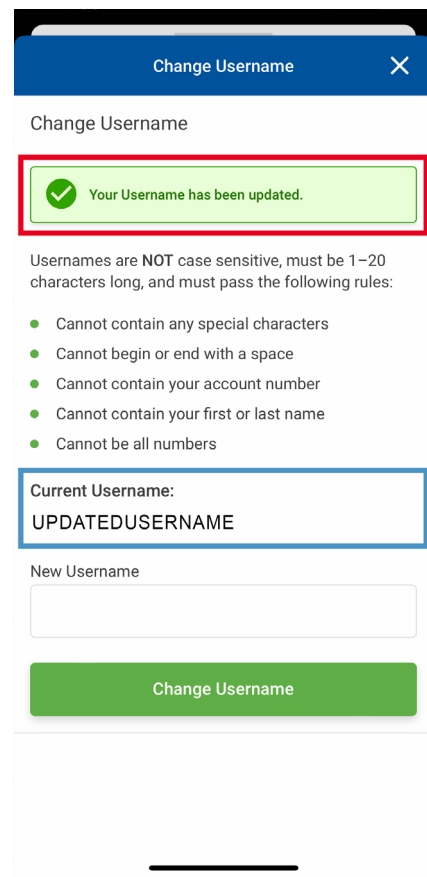 Change Username
Change Username
Your Username has been updated.
Usernames are NOT case sensitive, must be 1–20
characters long, and must pass the following rules:
Cannot contain any special characters
Cannot begin or end with a space
Cannot contain your account number
Cannot contain your first or last name
Cannot be all numbers
Current Username:
UPDATEDUSERNAME
New Username
Change Username